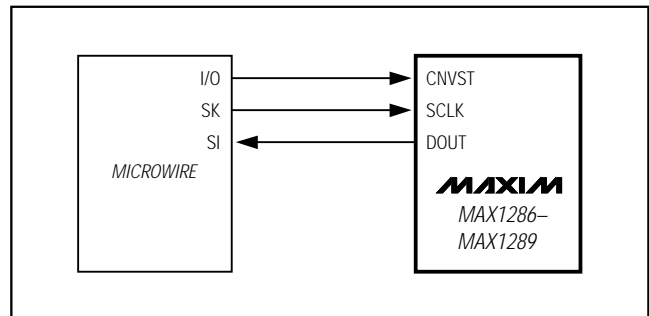 I/O CNVST
SK SCLK
SI DOUT
MICROWIRE
MAXIM
MAX1286–
MAX1289